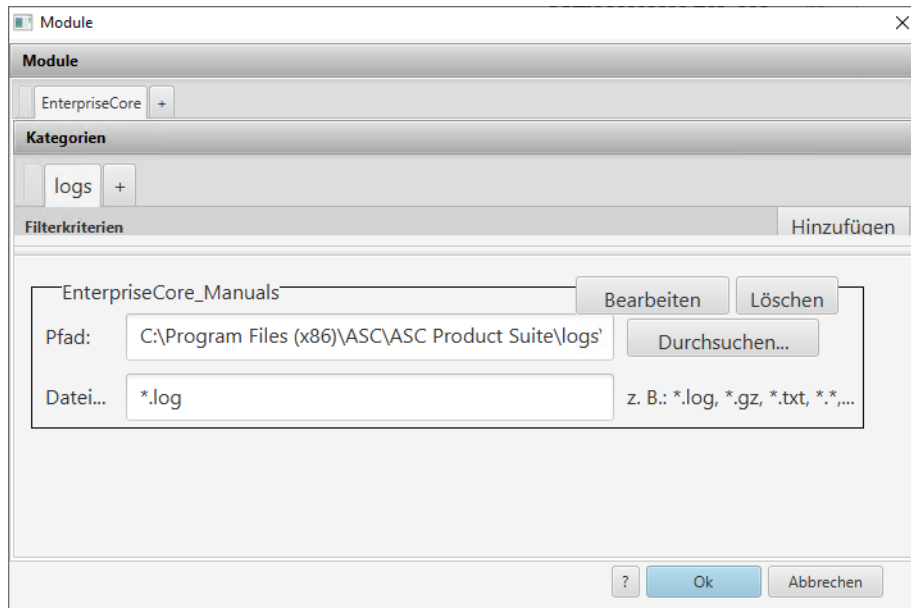 Module
Module
EnterpriseCore +
Kategorien
logs +
Filterkriterien Hinzufügen
EnterpriseCore_Manuals Bearbeiten Löschen
Pfad: C:\Program Files (x86)\ASC\ASC Product Suite\logs\ Durchsuchen...
Datei... *.log z. B.: *.log, *.gz, *.txt, *.*,...
? Ok Abbrechen